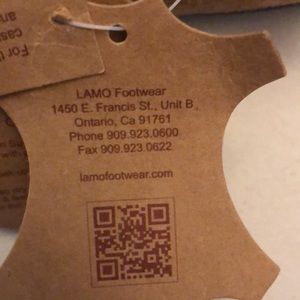 LAMO Footwear
1450 E. Francis St., Unit B,
Ontario, Ca 91761
Phone 909.923.0600
Fax 909.923.0622
lamofootwear.com
For